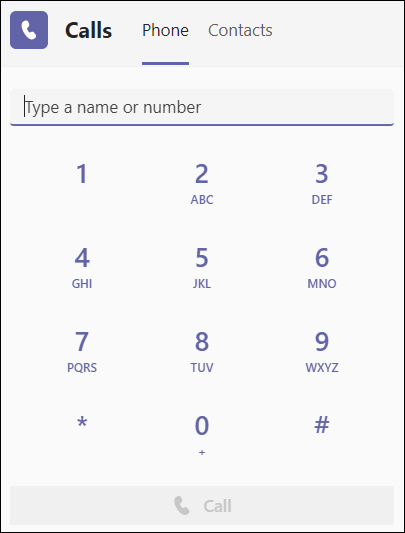 Calls Phone Contacts
Type a name or number
1 2 3
ABC DEF
4 5 6
GHI JKL MNO
7 8 9
PQRS TUV WXYZ
* 0 #
+
Call